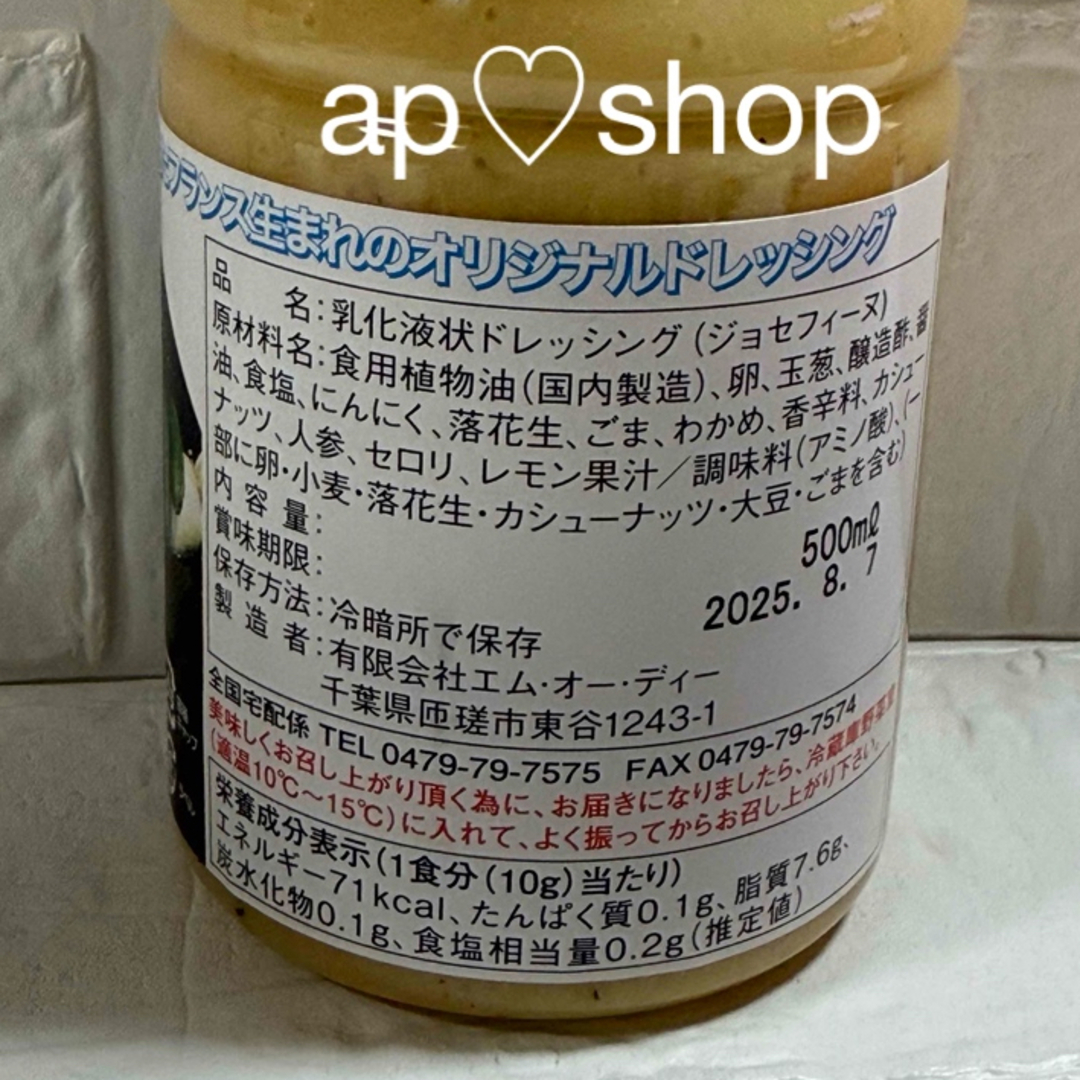 ap♡shop
フランス生まれのオリジナルドレッシング
品 名:乳化液状ドレッシング(ジョセフィーヌ)
原材料名:食用植物油(国内製造)、卵、玉葱、醸造酢、醤
油、食塩、にんにく、落花生、ごま、わかめ、香辛料、カシュー
ナッツ、人参、セロリ、レモン果汁/調味料(アミノ酸)、(一
部に卵・小麦・落花生・カシューナッツ・大豆・ごまを含む)
内容量: 500ml
賞味期限: 2025. 8. 7
保存方法:冷暗所で保存
製造者:有限会社エム・オー・ディー
千葉県匝瑳市東谷1243-1
全国宅配係 TEL 0479-79-7575 FAX 0479-79-7574
美味しくお召し上がり頂く為に、お届きになりましたら、冷蔵庫野菜室
(適温10℃~15℃)に入れて、よく振ってからお召し上がり下さい。
栄養成分表示(1食分(10g)当たり)
エネルギー71kcal、たんぱく質0.1g、脂質7.6g、
炭水化物0.1g、食塩相当量0.2g(推定値)